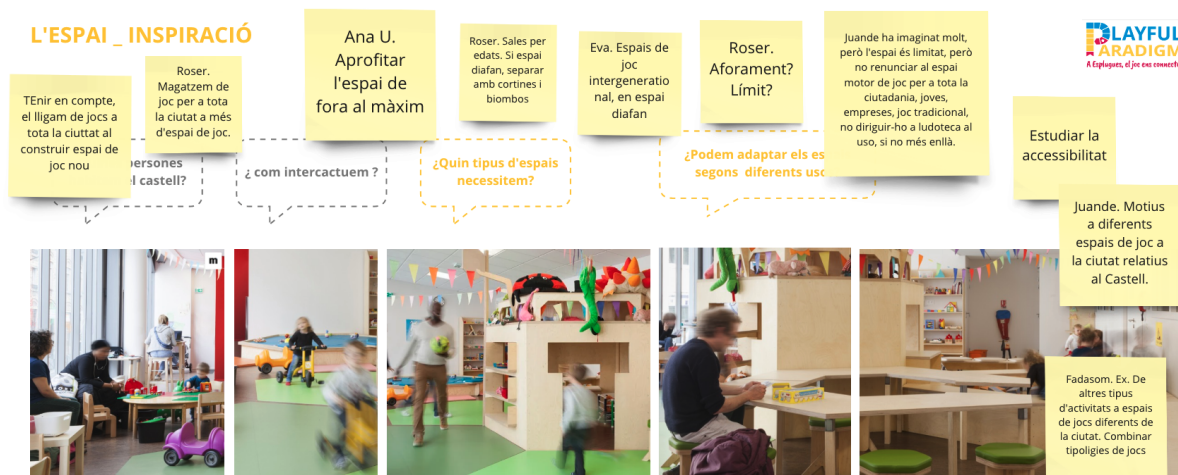 L'ESPAI _ INSPIRACIÓ
TEnir en compte,
el lligam de jocs a
tota la ciuttat al
construir espai de
joc nou
Roser.
Magatzem de
joc per a tota
la ciutat a més
d'espai de joc.
Ana U.
Aprofitar
l'espai de
fora al màxim
Roser. Sales per
edats. Si espai
diafan, separar
amb cortines i
biombos
Eva. Espais de
joc
intergeneratio
nal, en espai
diafan
Roser.
Aforament?
Límit?
Juande ha imaginat molt,
però l'espai és limitat, però
no renunciar al espai
motor de joc per a tota la
ciutadania, joves,
empreses, joc tradicional,
no diriguir-ho a ludoteca al
uso, si no més enllà.
PLAYFUL
PARADIGM
A Esplugues, el joc ens connecta
Estudiar la
accessibilitat
Juande. Motius
a diferents
espais de joc a
la ciutat relatius
al Castell.
persones
el castell?
¿ com intercactuem ?
¿Quin tipus d'espais
necessitem?
¿Podem adaptar els es
segons diferents uso
m
Fadasom. Ex. De
altres tipus
d'activitats a espais
de jocs diferents de
la ciutat. Combinar
tipoligies de jocs